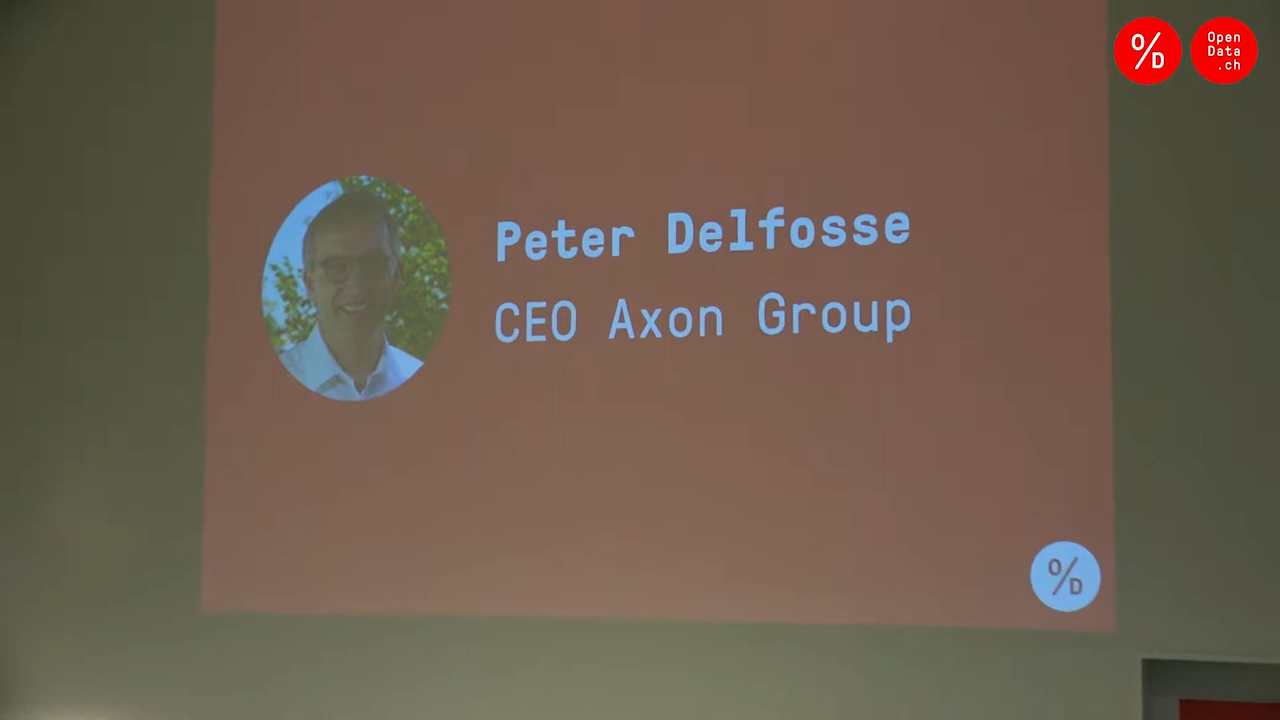 %D
Open
Data
.ch
Peter Delfosse
CEO Axon Group
%D